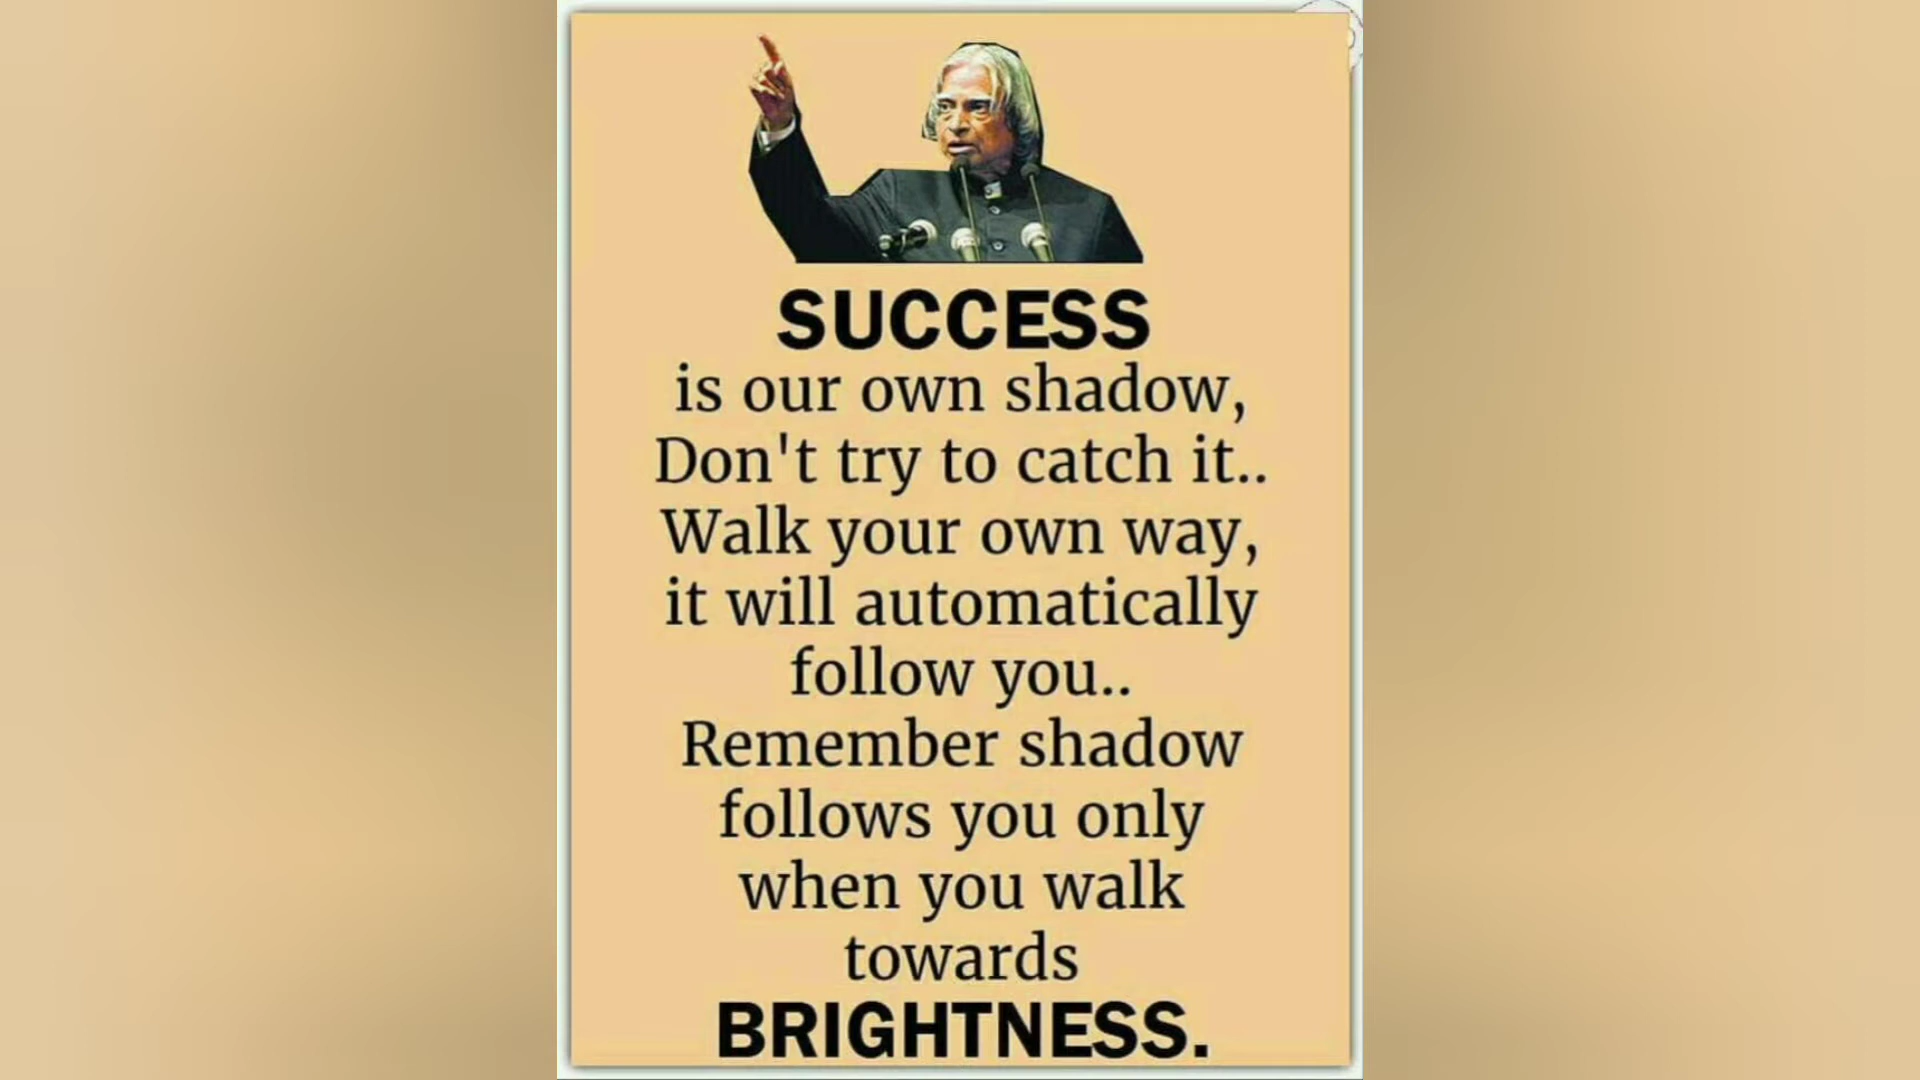 SUCCESS
is our own shadow,
Don't try to catch it..
Walk your own way,
it will automatically
follow you..
Remember shadow
follows you only
when you walk
towards
BRIGHTNESS.